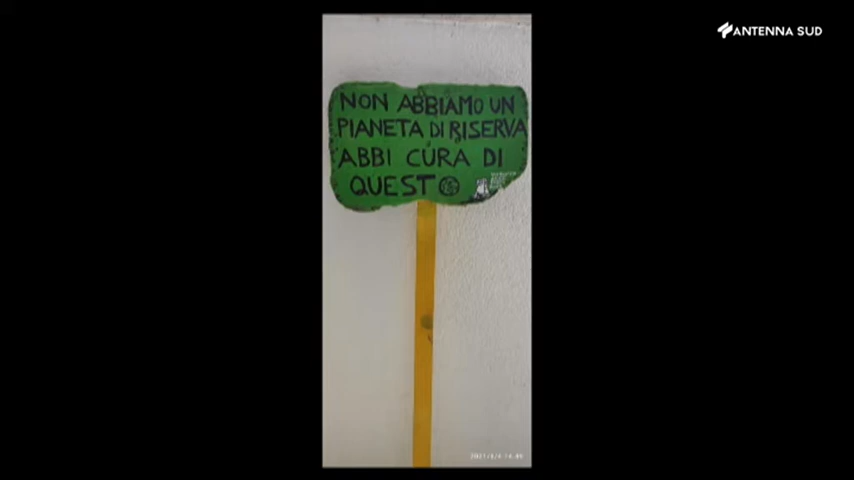 ANTENNA SUD
NON ABBIAMO UN
PIANETA DI RISERVA
ABBI CURA DI
QUESTO